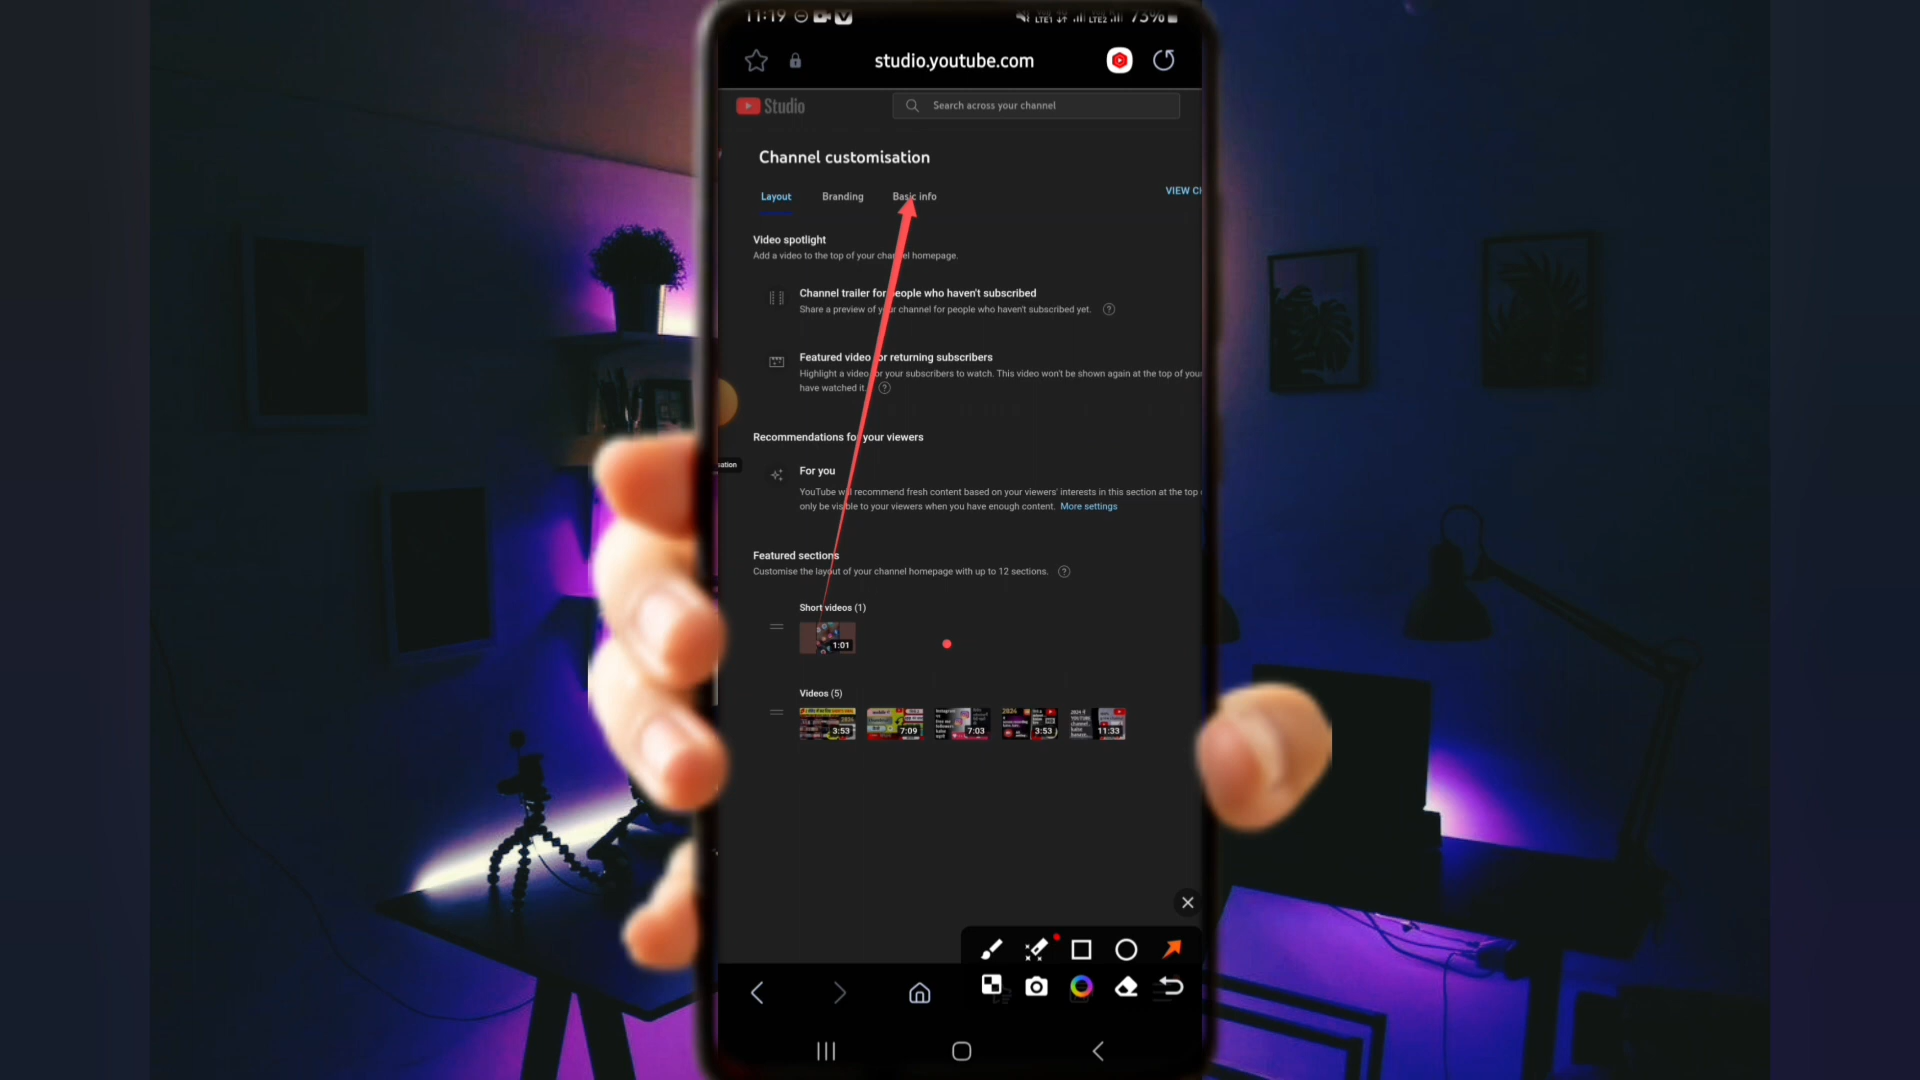 11:19
LTE1 LTE2 73%
studio.youtube.com
Studio
Search across your channel
Channel customisation
Layout Branding Basic info
VIEW CH
Video spotlight
Add a video to the top of your channel homepage.
Channel trailer for people who haven't subscribed
Share a preview of your channel for people who haven't subscribed yet.
Featured video for returning subscribers
Highlight a video for your subscribers to watch. This video won't be shown again at the top of your
have watched it.
Recommendations for your viewers
sation
For you
YouTube will recommend fresh content based on your viewers' interests in this section at the top
only be visible to your viewers when you have enough content. More settings
Featured sections
Customise the layout of your channel homepage with up to 12 sections.
Short videos (1)
1:01
Videos (5)
3:53 7:09 7:03 3:53 11:33